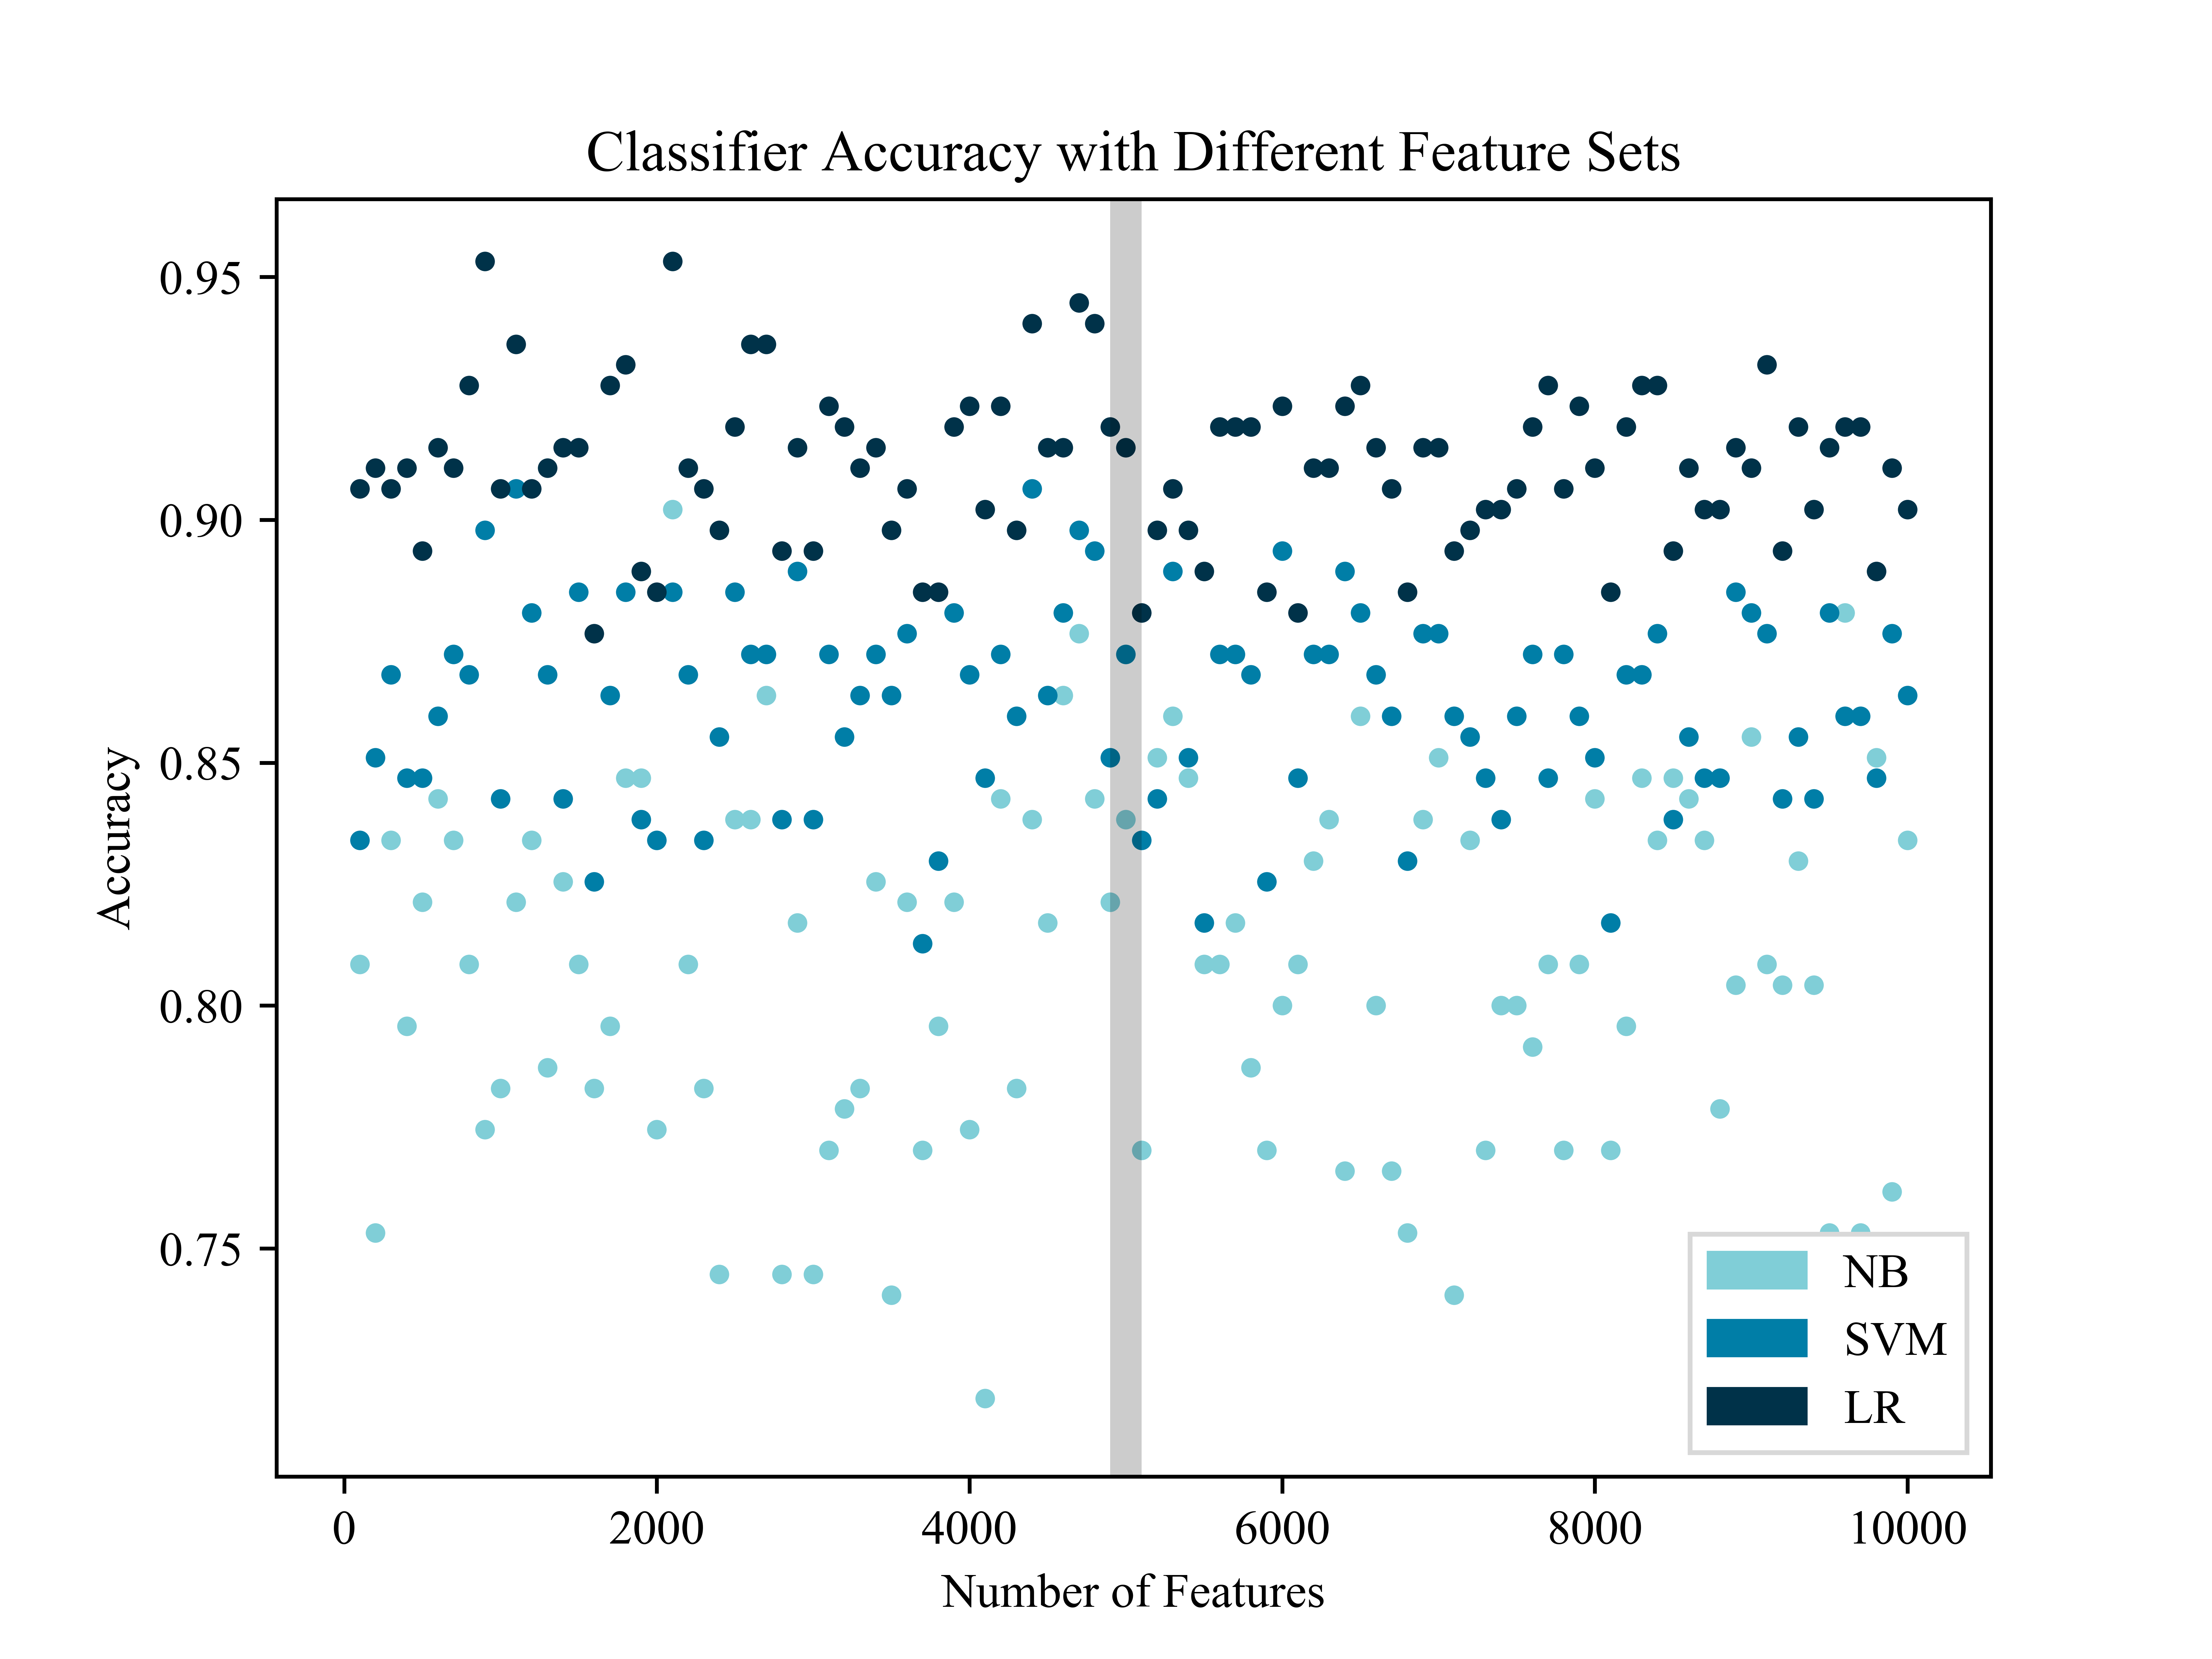 Classifier Accuracy with Different Feature Sets
0.95
0.90
0.85
0.80
0.75
Accuracy
0 2000 4000 6000 8000 10000
Number of Features
NB
SVM
LR